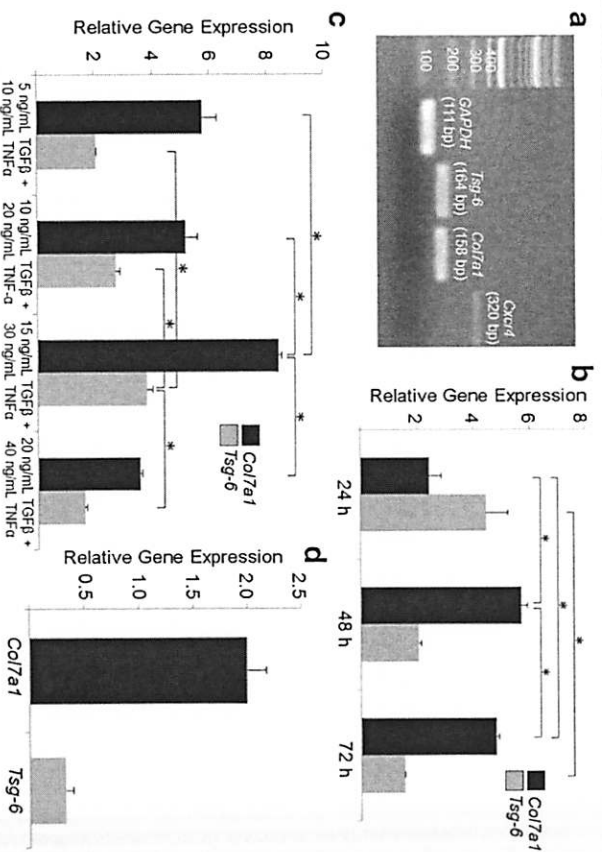 a
400
300
200
100
GAPDH
(111 bp)
Tsg-6
(164 bp)
Col7a1
(158 bp)
Cxcr4
(320 bp)
b
Relative Gene Expression
8
6
4
2
24 h
48 h
72 h
Col7a1
Tsg-6
*
*
*
*
c
Relative Gene Expression
10
8
6
4
2
5 ng/mL TGFβ +
10 ng/mL TNFα
10 ng/mL TGFβ +
20 ng/mL TNF-α
15 ng/mL TGFβ +
30 ng/mL TNFα
20 ng/mL TGFβ +
40 ng/mL TNFα
Col7a1
Tsg-6
*
*
*
*
*
*
d
Relative Gene Expression
2.5
2.0
1.5
1.0
0.5
Col7a1
Tsg-6